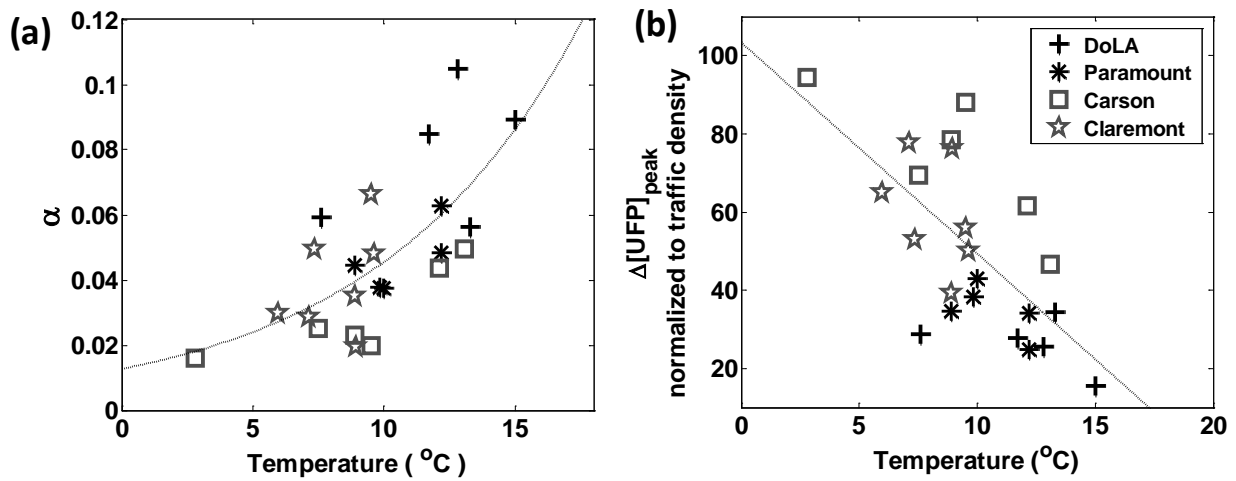 (a)
0.12
0.1
0.08
0.06
0.04
0.02
0
α
0
5
10
15
Temperature ( °C )
(b)
100
80
60
40
20
Δ[UFP]peak
normalized to traffic density
DoLA
Paramount
Carson
Claremont
0
5
10
15
20
Temperature (°C)